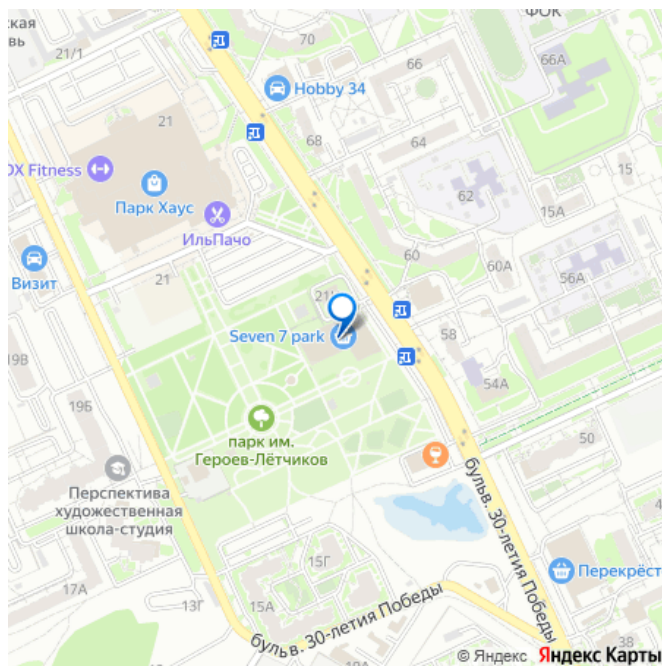 ская
вь
21/1
70
ФОК
66
66А
Hobby 34
68
64
21
15
OX Fitness
62
Парк Хаус
15А
ИльПачо
60
60А
56А
Визит
21
58
Seven 7 park
19В
54А
19Б
парк им.
Героев-Лётчиков
50
Перспектива
художественная
школа-студия
бульв. 30-летия Победы
15Г
17А
13Г
15А
Перекрёст
бульв. 30-летия Победы
38
© Яндекс Яндекс Карты